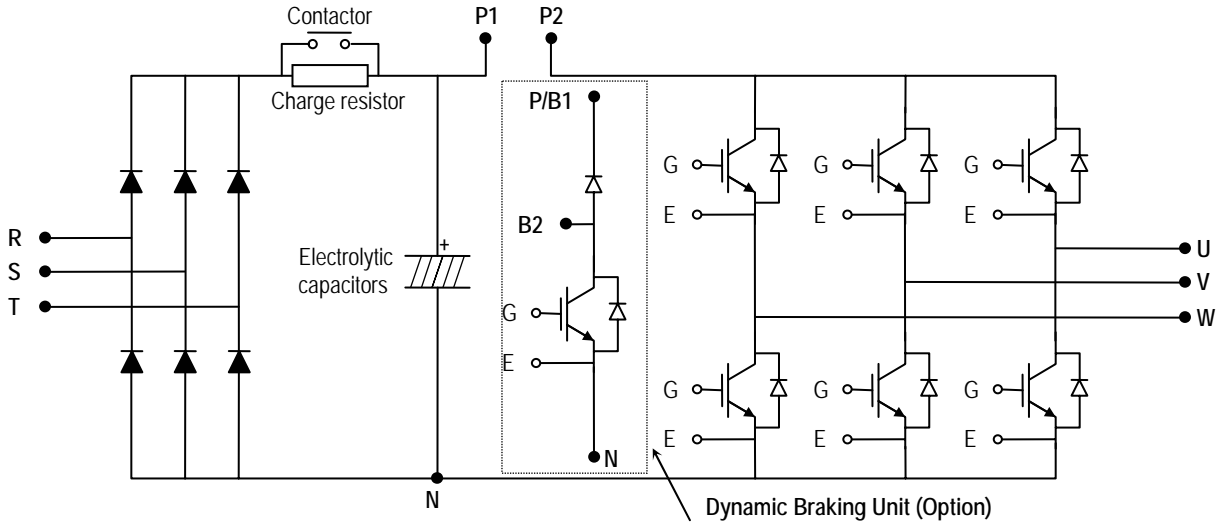 Contactor
P1
P2
Charge resistor
P/B1
G
G
G
E
E
E
B2
R
S
T
+
Electrolytic
capacitors
U
V
W
G
E
G
G
G
E
E
E
N
N
Dynamic Braking Unit (Option)